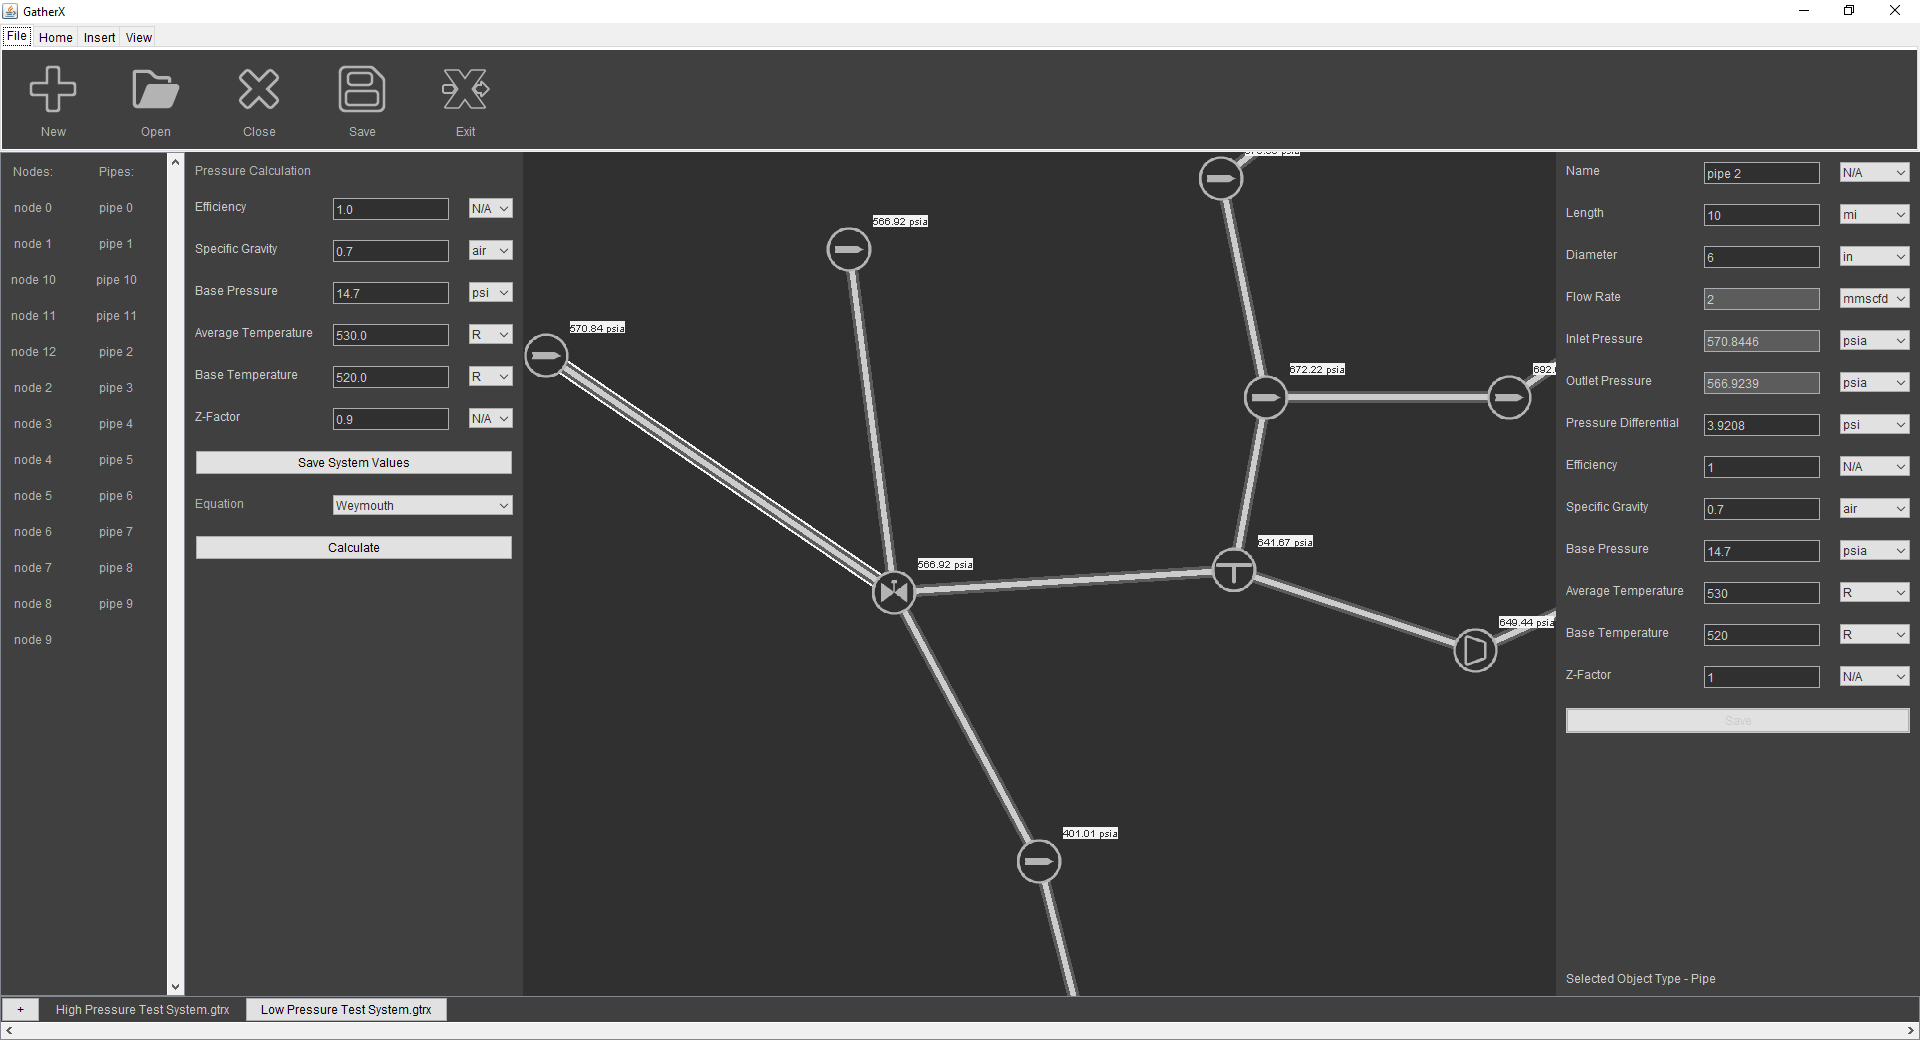 GatherX
File Home Insert View
New Open Close Save Exit
Nodes: Pipes:
node 0 pipe 0
node 1 pipe 1
node 10 pipe 10
node 11 pipe 11
node 12 pipe 2
node 2 pipe 3
node 3 pipe 4
node 4 pipe 5
node 5 pipe 6
node 6 pipe 7
node 7 pipe 8
node 8 pipe 9
node 9
Pressure Calculation
Efficiency 1.0 N/A
Specific Gravity 0.7 air
Base Pressure 14.7 psi
Average Temperature 530.0 R
Base Temperature 520.0 R
Z-Factor 0.9 N/A
Save System Values
Equation Weymouth
Calculate
psia
566.92 psia
570.84 psia
672.22 psia
692.
641.67 psia
566.92 psia
649.44 psia
401.01 psia
Name pipe 2 N/A
Length 10 mi
Diameter 6 in
Flow Rate 2 mmscfd
Inlet Pressure 570.8446 psia
Outlet Pressure 566.9239 psia
Pressure Differential 3.9208 psi
Efficiency 1 N/A
Specific Gravity 0.7 air
Base Pressure 14.7 psia
Average Temperature 530 R
Base Temperature 520 R
Z-Factor 1 N/A
Save
Selected Object Type - Pipe
+ High Pressure Test System.gtrx Low Pressure Test System.gtrx